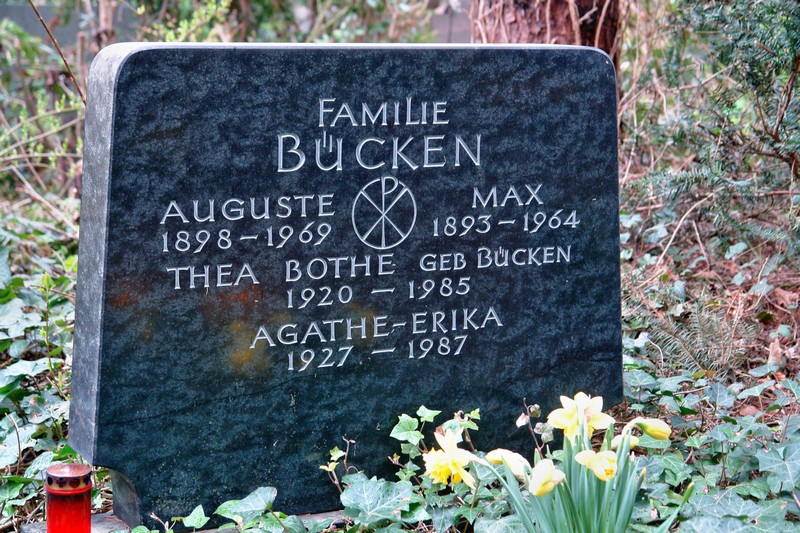 FAMILIE
BÜCKEN
AUGUSTE MAX
1898 - 1969 1893 - 1964
THEA BOTHE GEB BÜCKEN
1920 - 1985
AGATHE-ERIKA
1927 - 1987